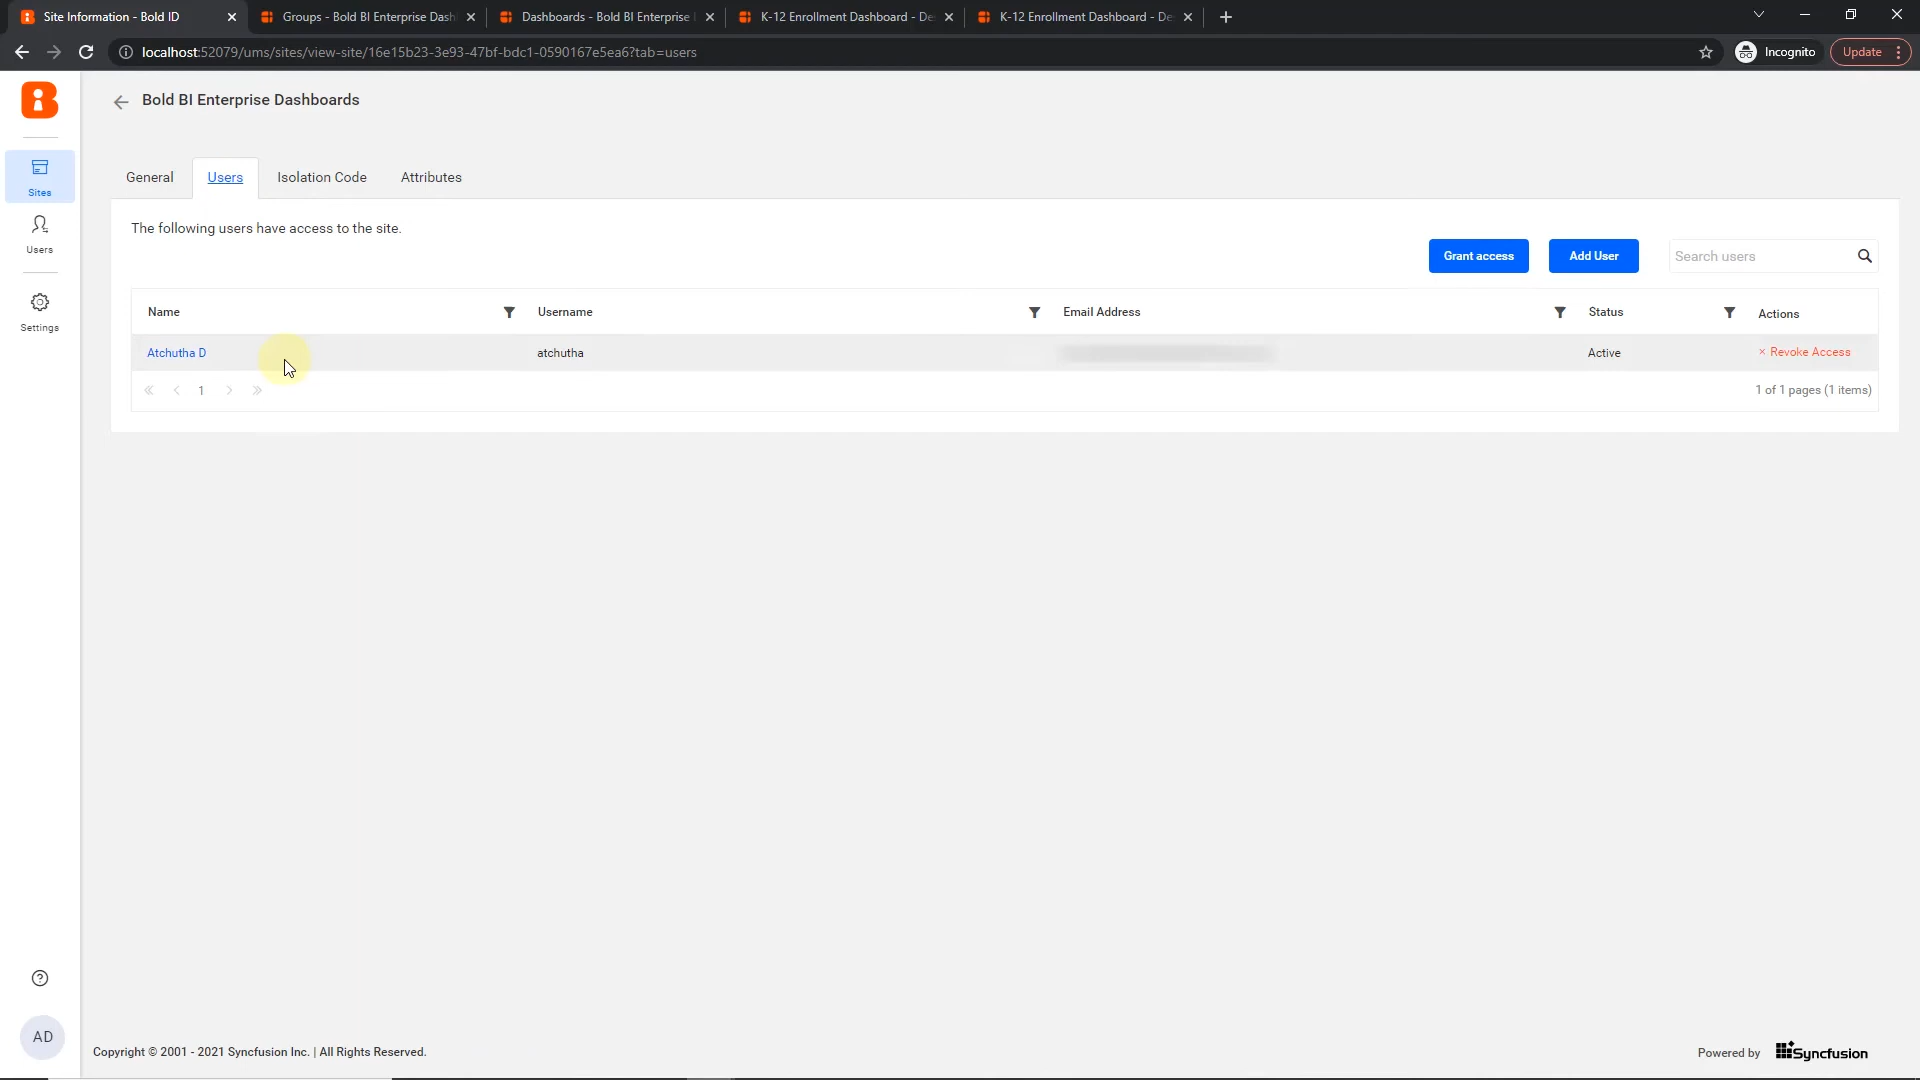 Site Information - Bold ID
Groups - Bold BI Enterprise Dash
Dashboards - Bold BI Enterprise
K-12 Enrollment Dashboard - De
K-12 Enrollment Dashboard - De
localhost:52079/ums/sites/view-site/16e15b23-3e93-47bf-bdc1-0590167e5ea6?tab=users
Incognito
Update
Bold BI Enterprise Dashboards
Sites
Users
Settings
General
Users
Isolation Code
Attributes
The following users have access to the site.
Grant access
Add User
Search users
Name
Username
Email Address
Status
Actions
Atchutha D
atchutha
Active
× Revoke Access
1
1 of 1 pages (1 items)
AD
Copyright © 2001 - 2021 Syncfusion Inc. | All Rights Reserved.
Powered by
Syncfusion